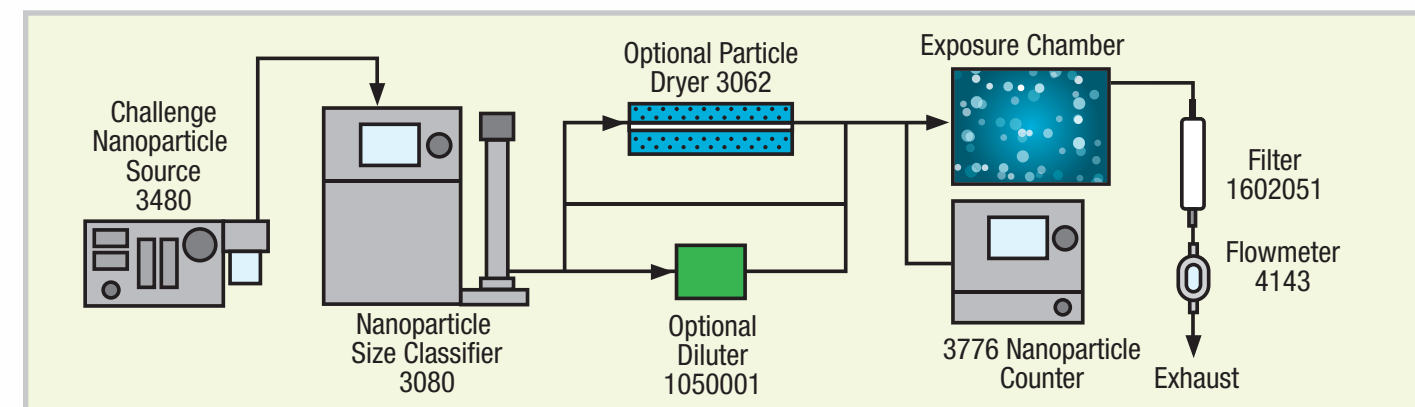 Challenge
Nanoparticle
Source
3480
Nanoparticle
Size Classifier
3080
Optional Particle
Dryer 3062
Optional
Diluter
1050001
Exposure Chamber
3776 Nanoparticle
Counter
Filter
1602051
Flowmeter
4143
Exhaust